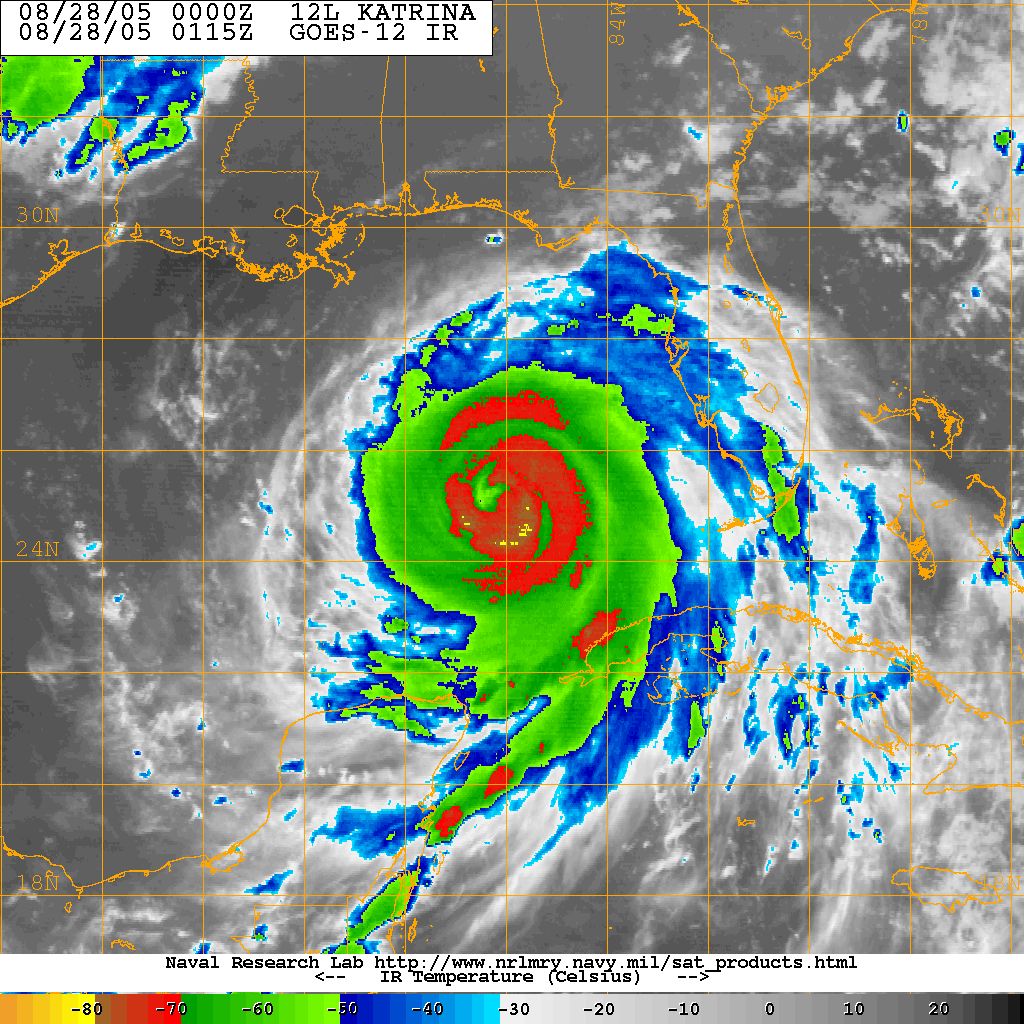 08/28/05 0000Z 12L KATRINA
08/28/05 0115Z GOES-12 IR
84W
78W
30N
30N
24N
18N
18N
Naval Research Lab http://www.nrlmry.navy.mil/sat_products.html
<-- IR Temperature (Celsius) -->
-80 -70 -60 -50 -40 -30 -20 -10 0 10 20